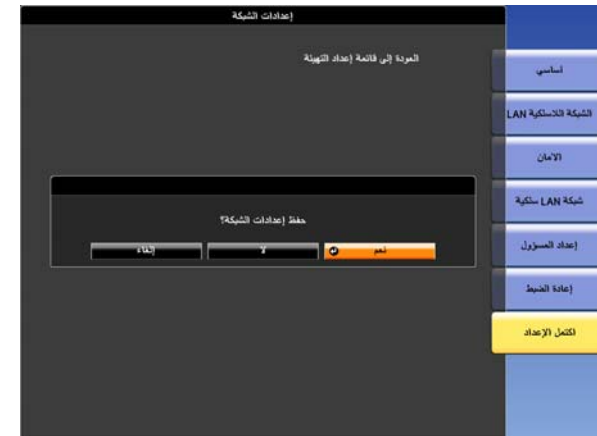 إعدادات الشبكة
العودة إلى قائمة إعداد التهيئة
أساسي
الشبكة اللاسلكية LAN
الأمان
شبكة LAN سلكية
إعداد المسؤول
إعادة الضبط
اكتمل الإعداد
حفظ إعدادات الشبكة؟
نعم
لا
إلغاء